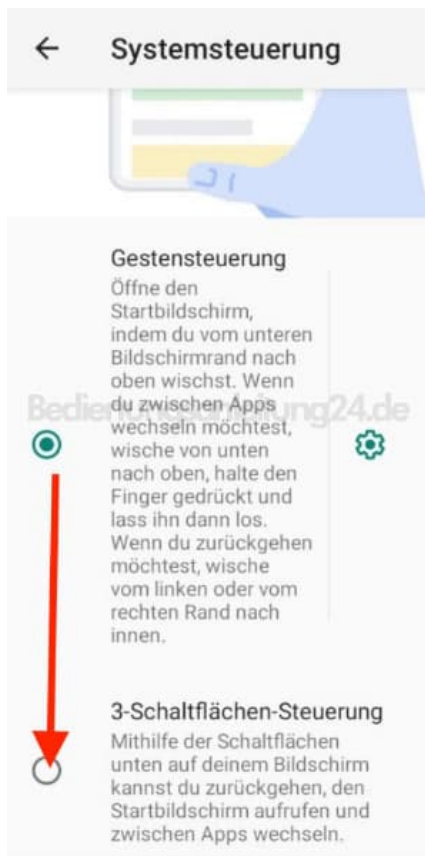 Systemsteuerung
Gestensteuerung
Öffne den
Startbildschirm,
indem du vom unteren
Bildschirmrand nach
oben wischst. Wenn
du zwischen Apps
wechseln möchtest,
wische von unten
nach oben, halte den
Finger gedrückt und
lass ihn dann los.
Wenn du zurückgehen
möchtest, wische
vom linken oder vom
rechten Rand nach
innen.
Bedienungsanleitung24.de
3-Schaltflächen-Steuerung
Mithilfe der Schaltflächen
unten auf deinem Bildschirm
kannst du zurückgehen, den
Startbildschirm aufrufen und
zwischen Apps wechseln.